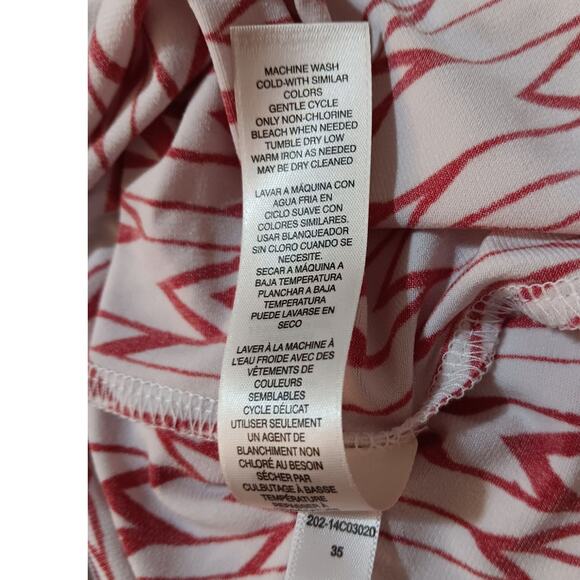 MACHINE WASH
COLD-WITH SIMILAR
COLORS
GENTLE CYCLE
ONLY NON-CHLORINE
BLEACH WHEN NEEDED
TUMBLE DRY LOW
WARM IRON AS NEEDED
MAY BE DRY CLEANED
LAVAR A MÁQUINA CON
AGUA FRIA EN
CICLO SUAVE CON
COLORES SIMILARES.
USAR BLANQUEADOR
SIN CLORO CUANDO SE
NECESITE.
SECAR A MÁQUINA A
BAJA TEMPERATURA
PLANCHAR A BAJA
TEMPERATURA
PUEDE LAVARSE EN
SECO
LAVER À LA MACHINE À
L'EAU FROIDE AVEC DES
VÊTEMENTS DE
COULEURS
SEMBLABLES
CYCLE DÉLICAT
UTILISER SEULEMENT
UN AGENT DE
BLANCHIMENT NON
CHLORÉ AU BESOIN
SÉCHER PAR
CULBUTAGE À BASSE
TEMPÉRATURE
REPASSER À
202-14C0302D
35